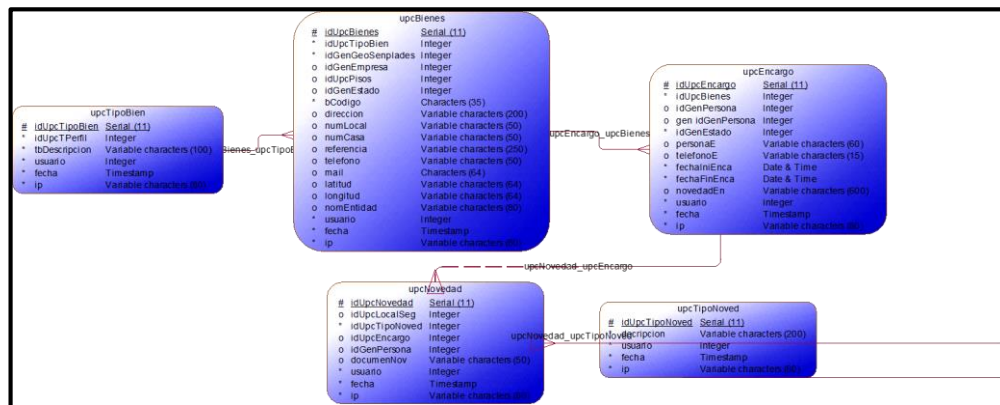 upcBienes
# idUpcBienes Serial (11)
* idUpcTipoBien Integer
* idGenGeoSenplades Integer
o idGenEmpresa Integer
o idUpcPisos Integer
o idGenEstado Integer
* bCodigo Characters (35)
o direccion Variable characters (200)
o numLocal Variable characters (50)
o numCasa Variable characters (50)
o referencia Variable characters (250)
o telefono Variable characters (50)
o mail Characters (64)
o latitud Variable characters (64)
o longitud Variable characters (64)
o nomEntidad Variable characters (50)
* usuario Integer
* fecha Timestamp
* ip Variable characters
upcTipoBien
# idUpcTipoBien Serial (11)
* idUpcTPerfil Integer
* tbDescripcion Variable characters (100)
* usuario Integer
* fecha Timestamp
* ip Variable characters
Bienes_upcTipoB
upcEncargo_upcBienes
upcEncargo
# idUpcEncargo Serial (11)
* idUpcBienes Integer
o idGenPersona Integer
o gen idGenPersona Integer
* idGenEstado Integer
o personaE Variable characters (60)
o telefonoE Variable characters (15)
* fechaIniEnca Date & Time
* fechaFinEnca Date & Time
o novedadEn Variable characters (600)
* usuario Integer
* fecha Timestamp
* ip Variable characters
upcNovedad_upcEncargo
upcNovedad
# idUpcNovedad Serial (11)
o idUpcLocalSeg Integer
* idUpcTipoNoved Integer
o idUpcEncargo Integer
o idGenPersona Integer
o documenNov Variable characters (50)
* usuario Integer
* fecha Timestamp
* ip Variable characters
upcNovedad_upcTipoNoved
upcTipoNoved
# idUpcTipoNoved Serial (11)
* decripcion Variable characters (200)
* usuario Integer
* fecha Timestamp
* ip Variable characters